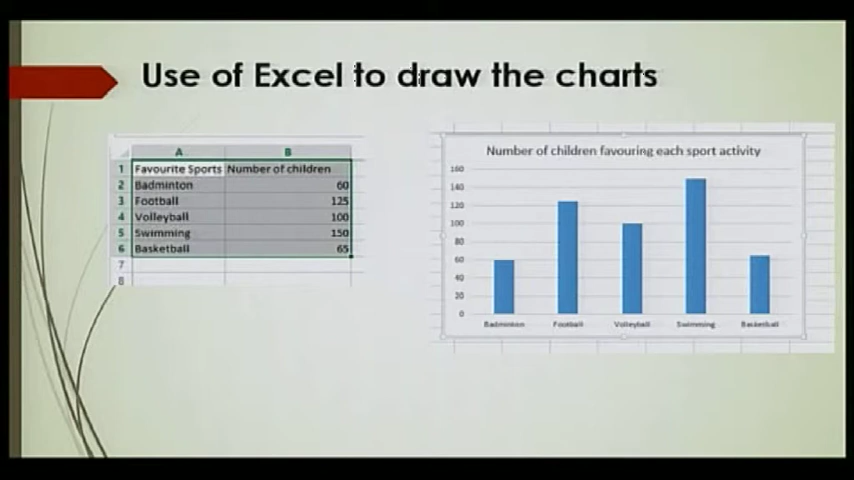 Use of Excel to draw the charts
A B
1 Favourite Sports Number of children
2 Badminton 60
3 Football 125
4 Volleyball 100
5 Swimming 150
6 Basketball 65
7
8
Number of children favouring each sport activity
160
140
120
100
80
60
40
20
0
Badminton Football Volleyball Swimming Basketball